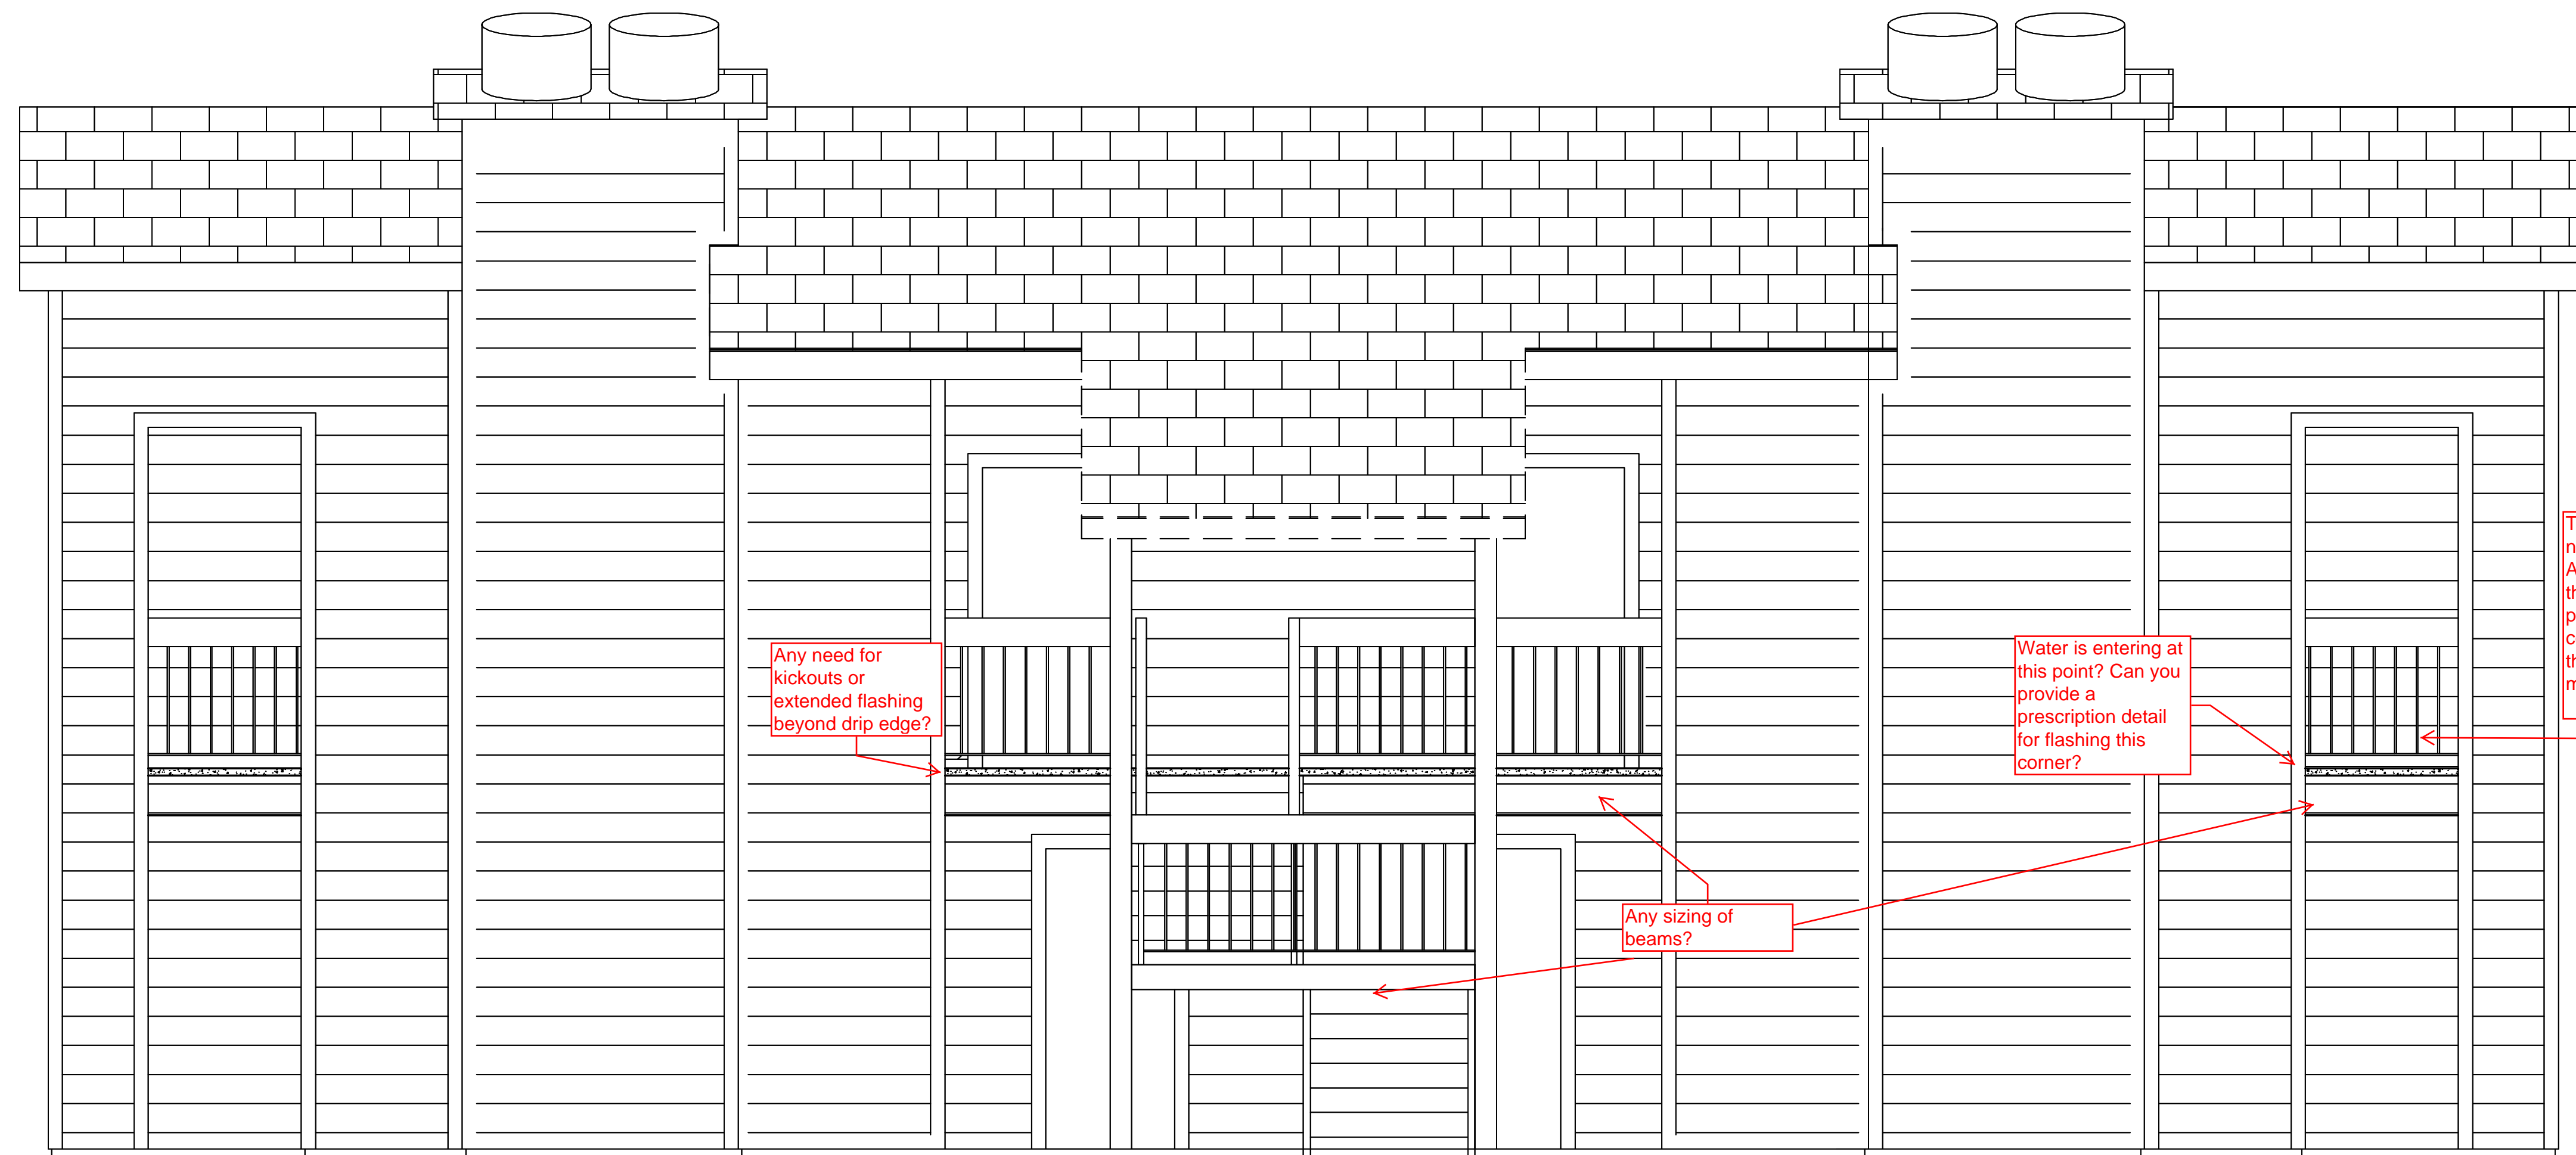 Any need for
kickouts or
extended flashing
beyond drip edge?
Water is entering at
this point? Can you
provide a
prescription detail
for flashing this
corner?
Any sizing of
beams?